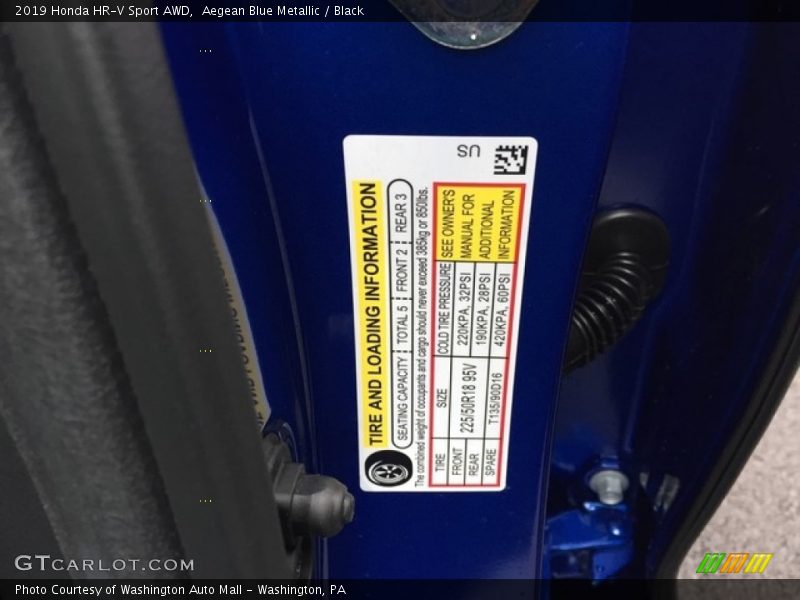 2019 Honda HR-V Sport AWD,  Aegean Blue Metallic / Black
US
TIRE AND LOADING INFORMATION
SEATING CAPACITY TOTAL 5 FRONT 2 REAR 3
The combined weight of occupants and cargo should never exceed 385kg or 850lbs.
TIRE SIZE COLD TIRE PRESSURE SEE OWNER'S
FRONT 225/50R18 95V 220KPA, 32PSI MANUAL FOR
REAR 190KPA, 28PSI ADDITIONAL
SPARE T135/90D16 420KPA, 60PSI INFORMATION
GTCARLOT.COM
Photo Courtesy of Washington Auto Mall - Washington, PA